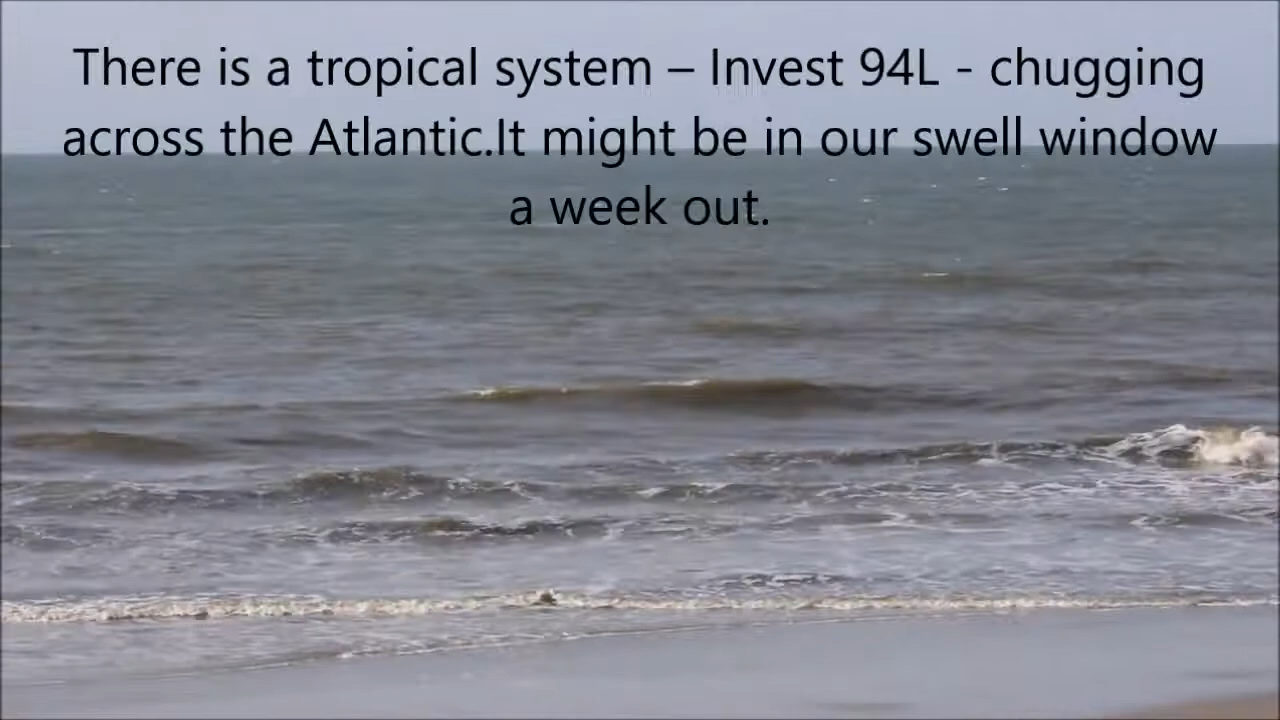 There is a tropical system – Invest 94L - chugging
across the Atlantic.It might be in our swell window
a week out.